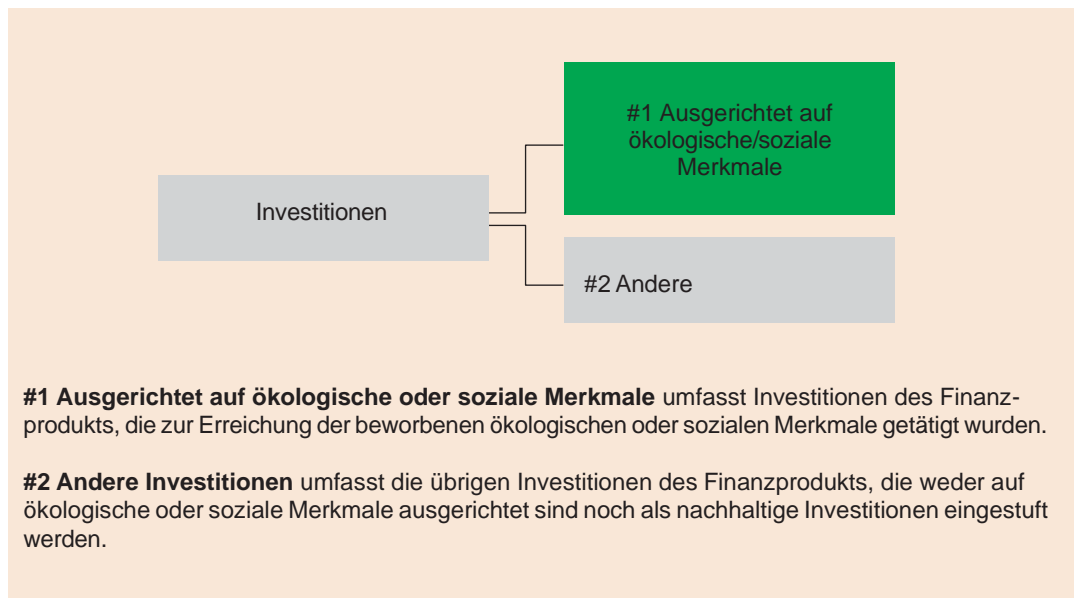 #1 Ausgerichtet auf
ökologische/soziale
Merkmale
Investitionen
#2 Andere
#1 Ausgerichtet auf ökologische oder soziale Merkmale umfasst Investitionen des Finanz-
produkts, die zur Erreichung der beworbenen ökologischen oder sozialen Merkmale getätigt wurden.
#2 Andere Investitionen umfasst die übrigen Investitionen des Finanzprodukts, die weder auf
ökologische oder soziale Merkmale ausgerichtet sind noch als nachhaltige Investitionen eingestuft
werden.